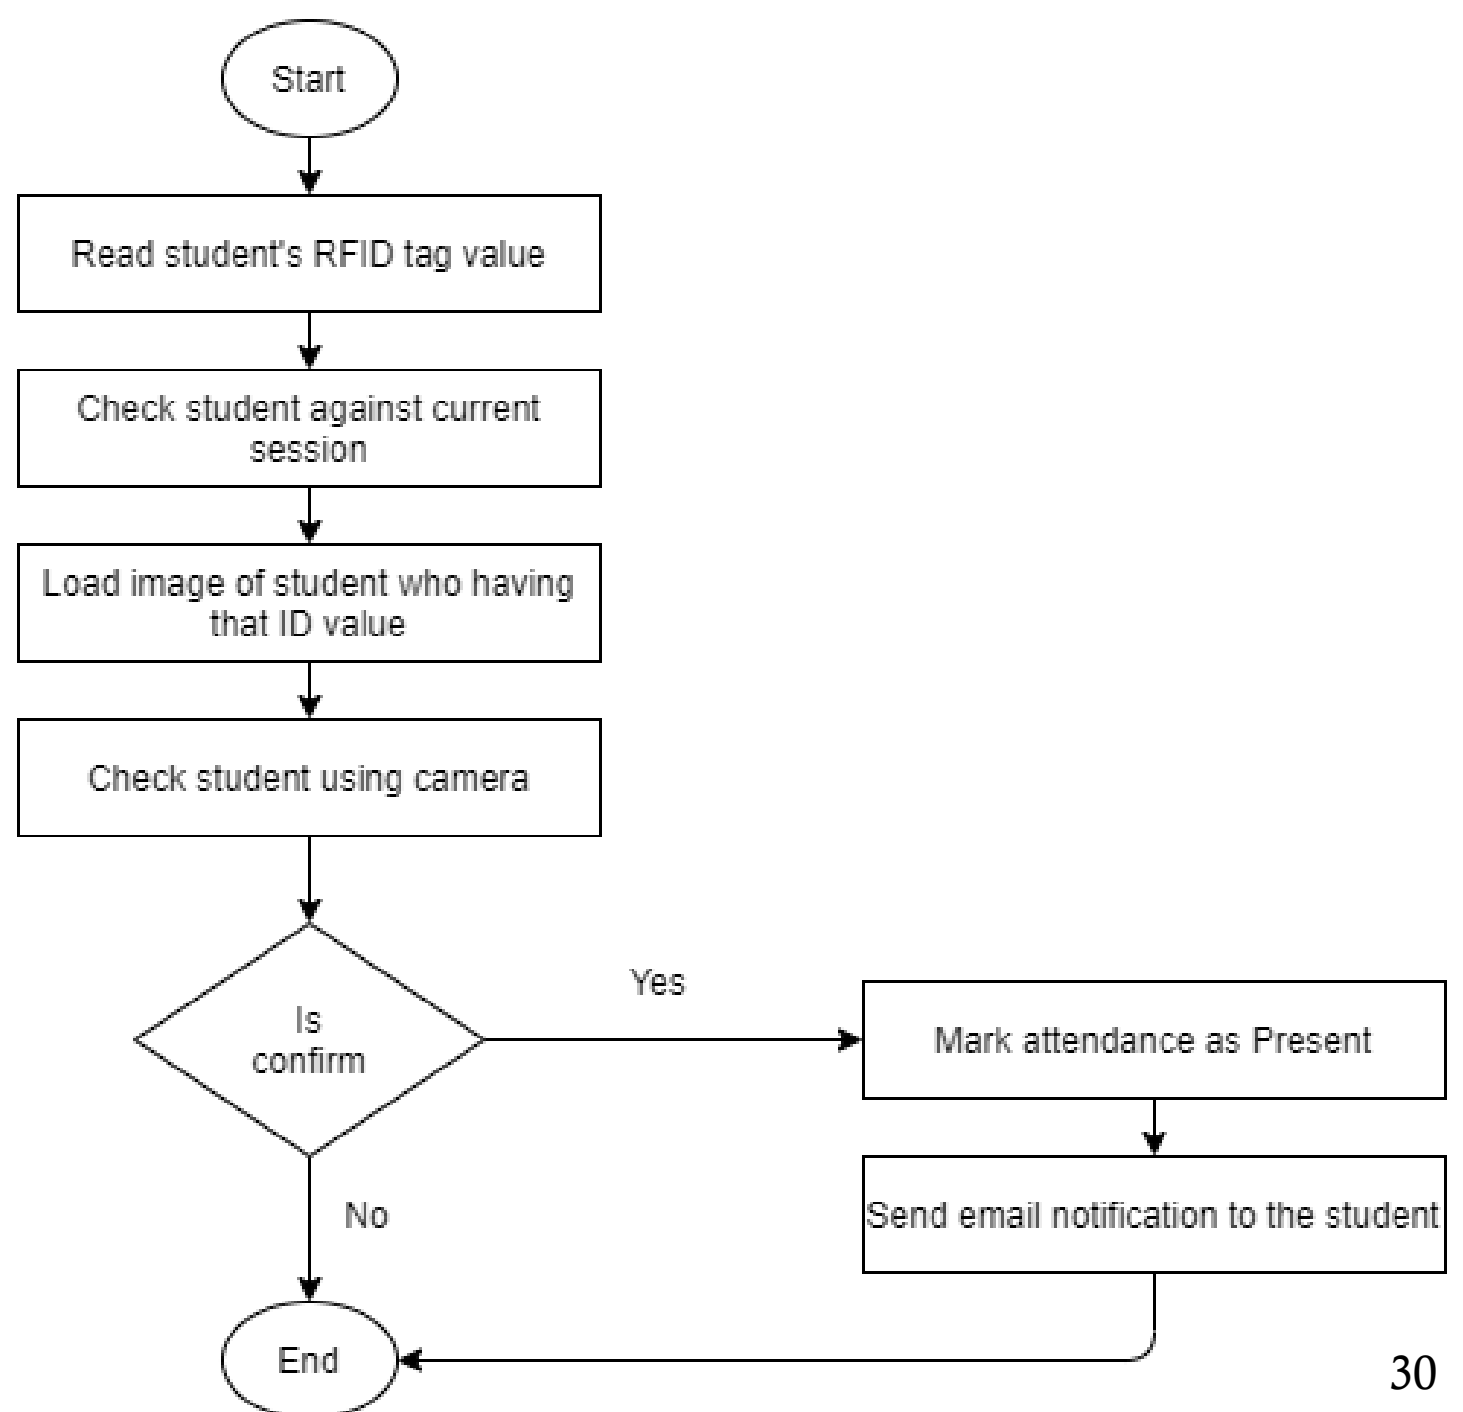 Start
Read student's RFID tag value
Check student against current
session
Load image of student who having
that ID value
Check student using camera
Is
confirm
Yes
Mark attendance as Present
No
Send email notification to the student
End
30